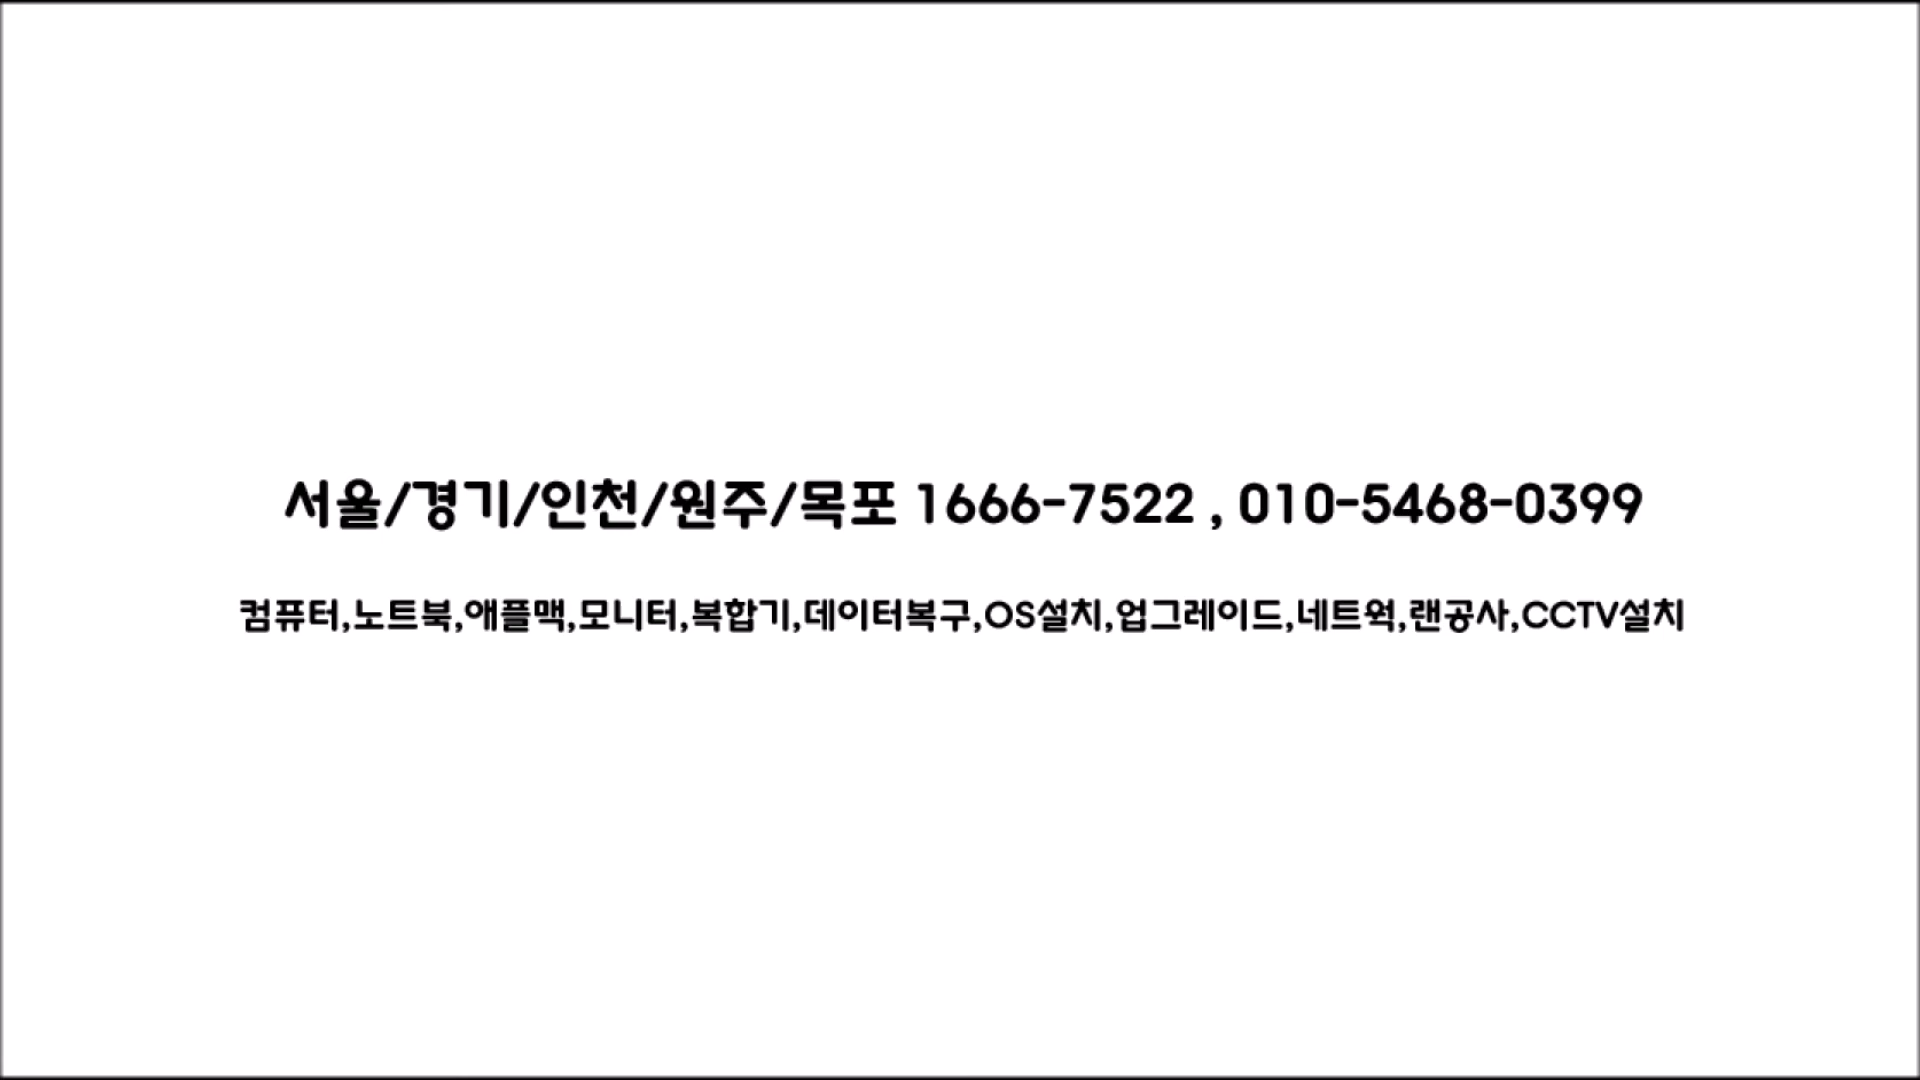 서울/경기/인천/원주/목포 1666-7522 , 010-5468-0399
컴퓨터,노트북,애플맥,모니터,복합기,데이터복구,OS설치,업그레이드,네트웍,랜공사,CCTV설치